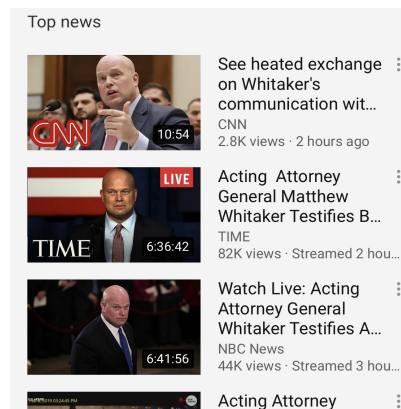 Top news
See heated exchange
on Whitaker's
communication wit...
CNN
10:54
CNN
2.8K views · 2 hours ago
LIVE
Acting Attorney
General Matthew
Whitaker Testifies B...
TIME
6:36:42
TIME
82K views · Streamed 2 hou...
Watch Live: Acting
Attorney General
Whitaker Testifies A...
6:41:56
NBC News
44K views · Streamed 3 hou...
Acting Attorney